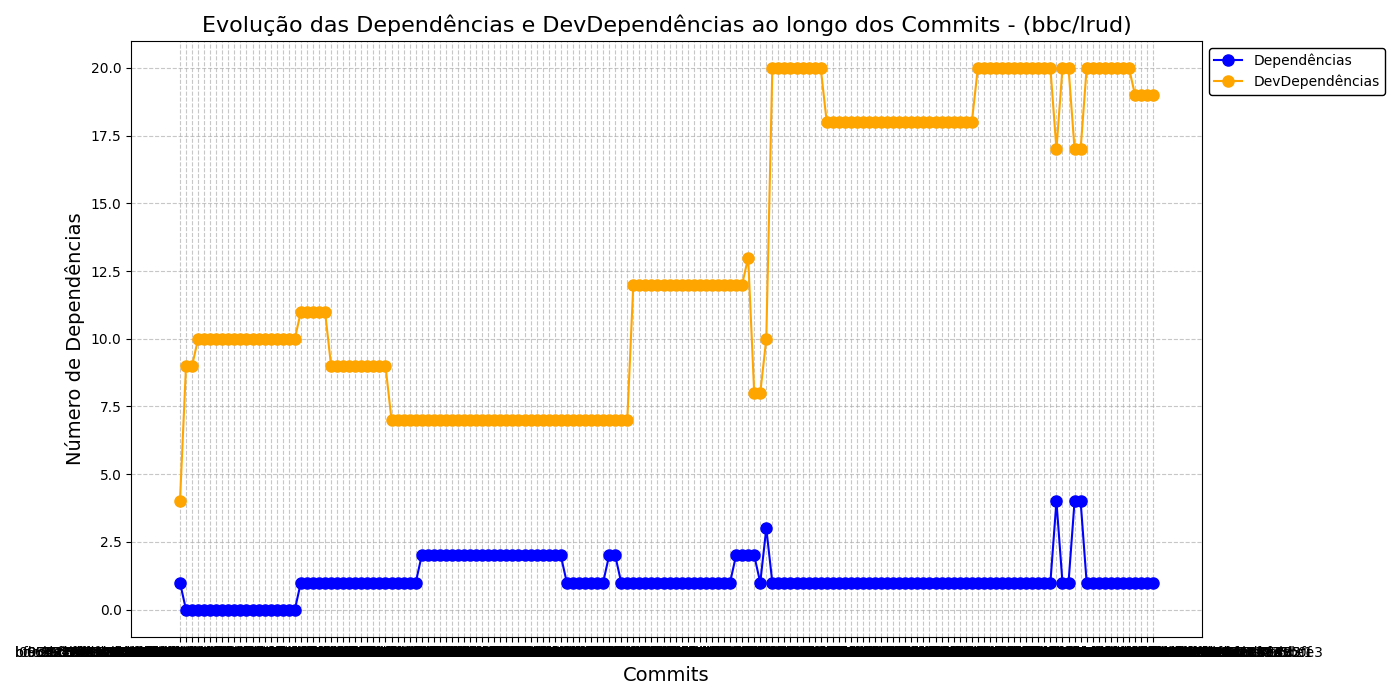 Evolução das Dependências e DevDependências ao longo dos Commits - (bbc/lrud)
Dependências
DevDependências
20.0
17.5
15.0
12.5
10.0
7.5
5.0
2.5
0.0
Número de Dependências
Commits